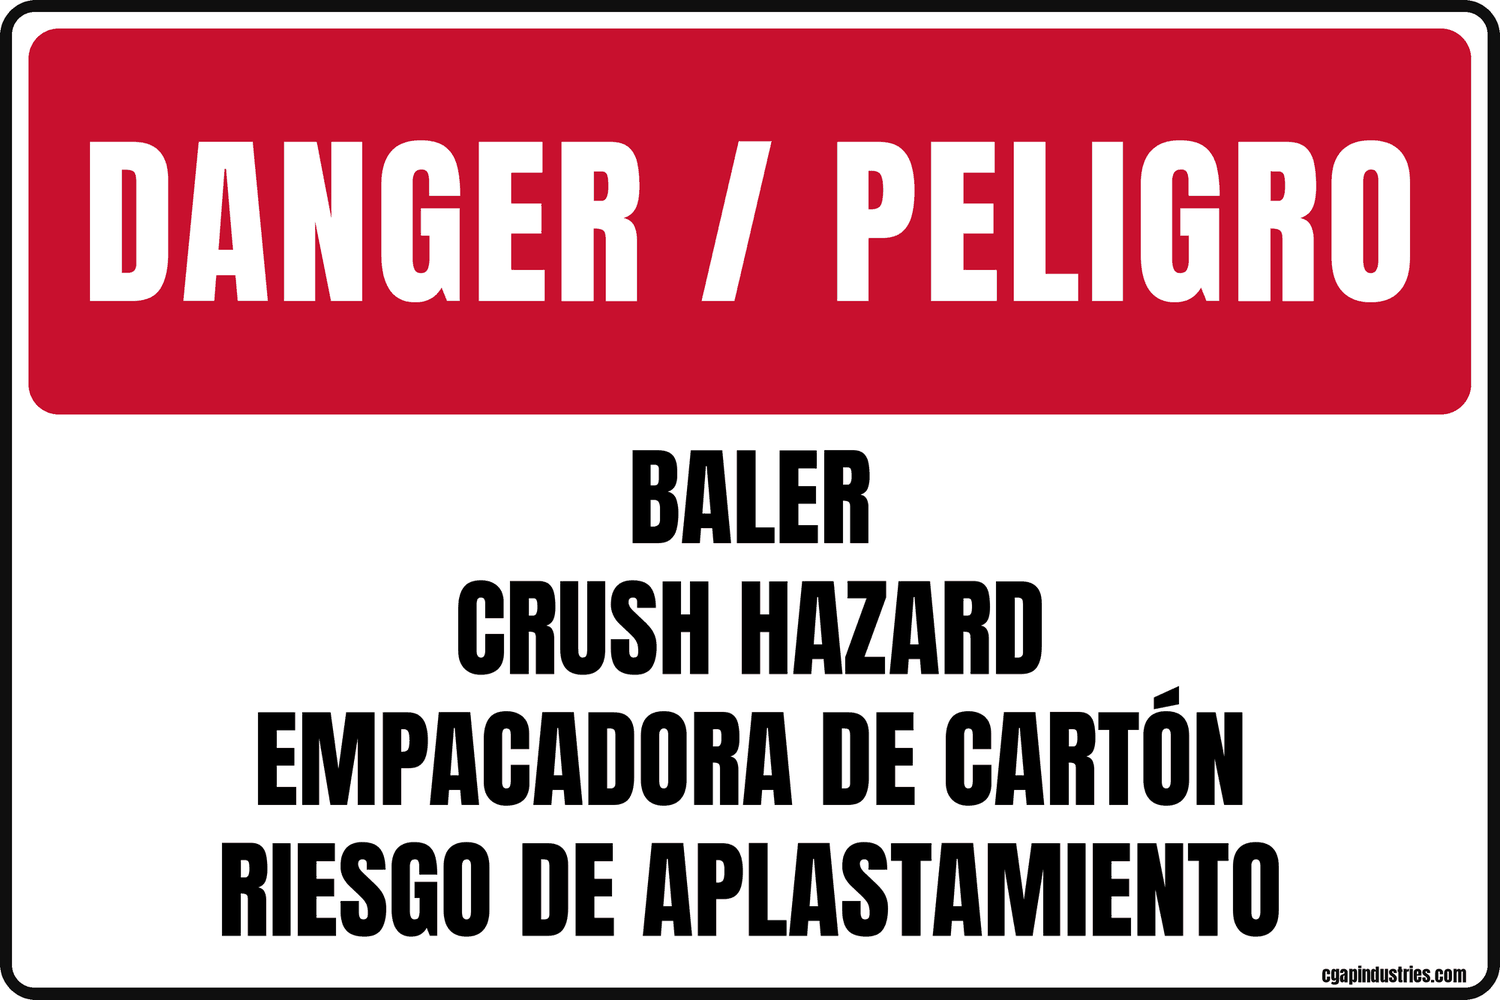 DANGER / PELIGRO
BALER
CRUSH HAZARD
EMPACADORA DE CARTÓN
RIESGO DE APLASTAMIENTO
cgapindustries.com